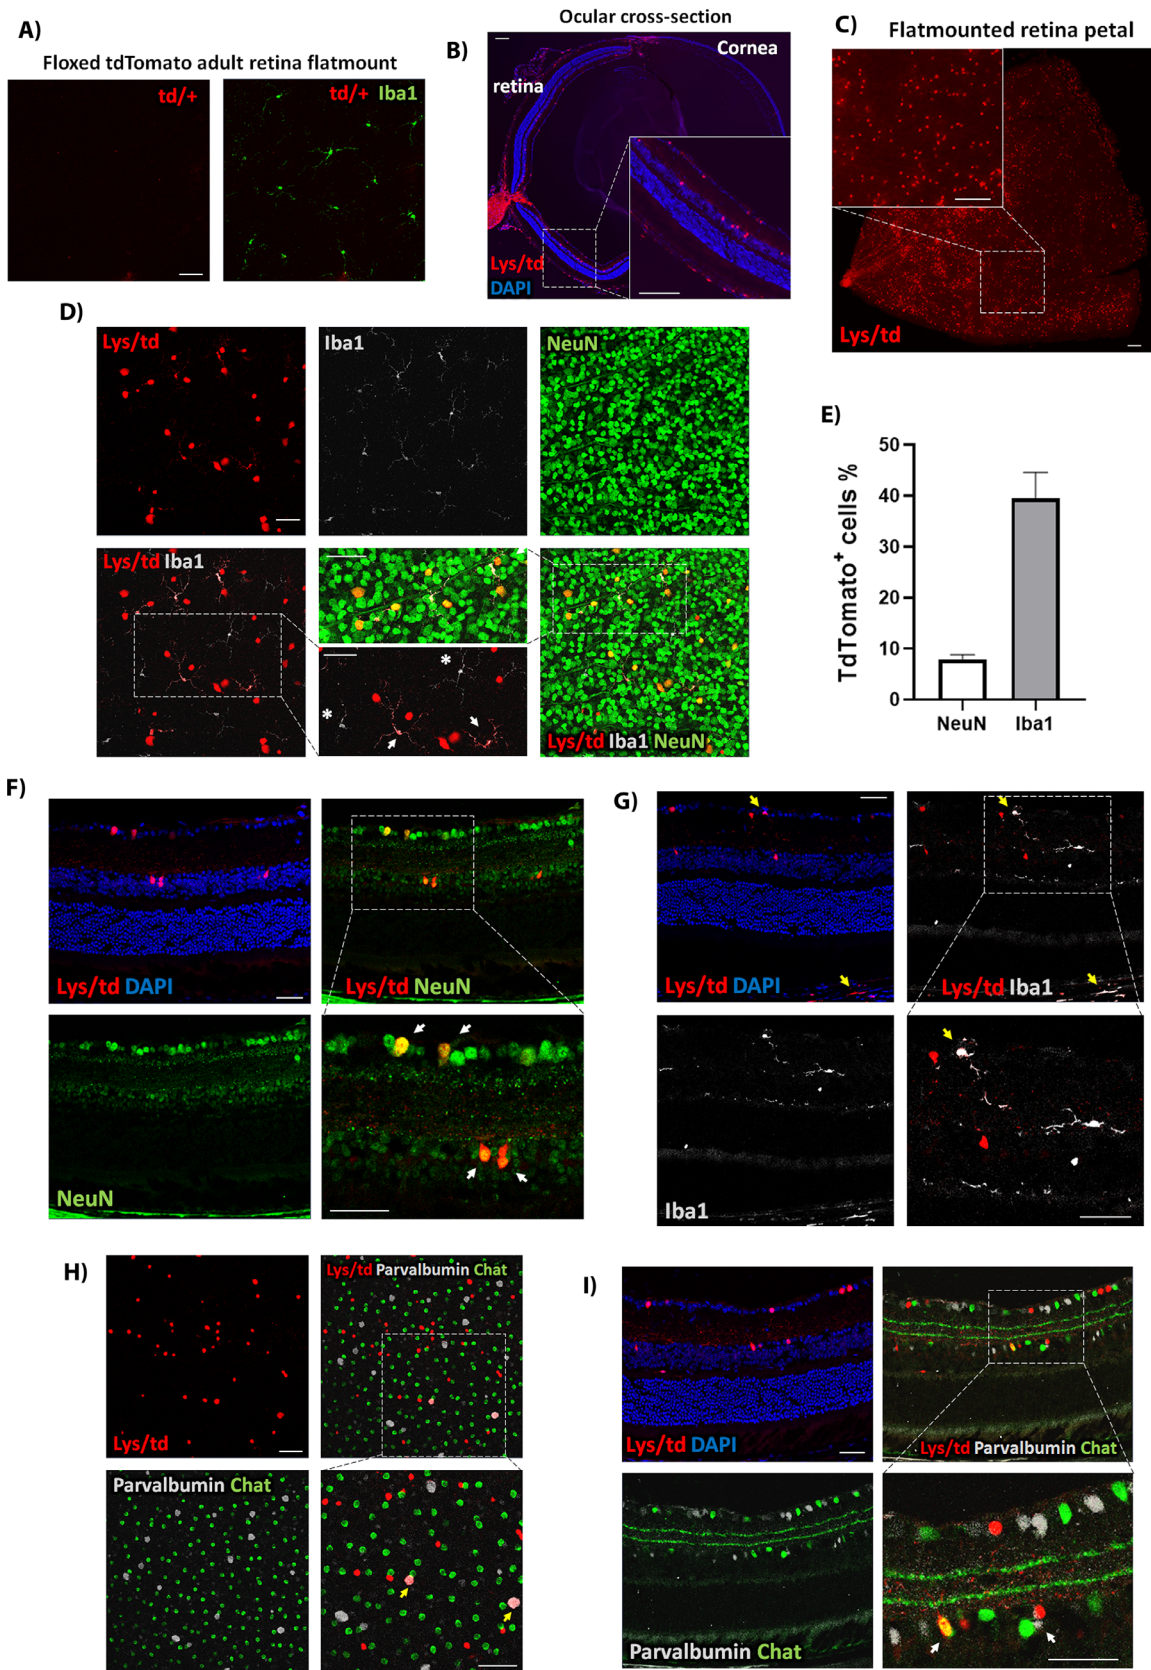 A)
Floxed tdTomato adult retina flatmount
td/+
td/+ Iba1
Ocular cross-section
B)
Cornea
retina
Lys/td
DAPI
C)
Flatmounted retina petal
Lys/td
D)
Lys/td
Iba1
NeuN
Lys/td Iba1
*
*
Lys/td Iba1 NeuN
E)
TdTomato+ cells %
50
40
30
20
10
0
NeuN
Iba1
F)
Lys/td DAPI
Lys/td NeuN
NeuN
G)
Lys/td DAPI
Lys/td Iba1
Iba1
H)
Lys/td
Lys/td Parvalbumin Chat
Parvalbumin Chat
I)
Lys/td DAPI
Lys/td Parvalbumin Chat
Parvalbumin Chat